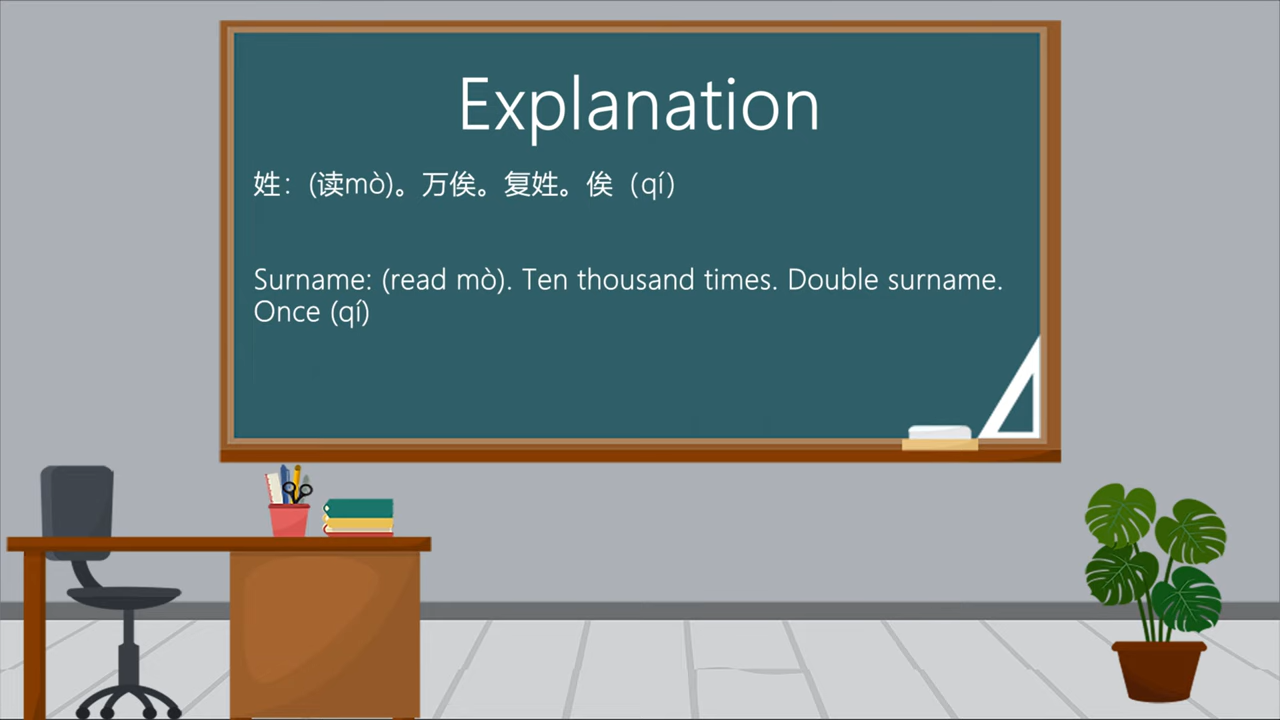 Explanation
姓：(读mò)。万俟。复姓。俟（qí）
Surname: (read mò). Ten thousand times. Double surname.
Once (qí)